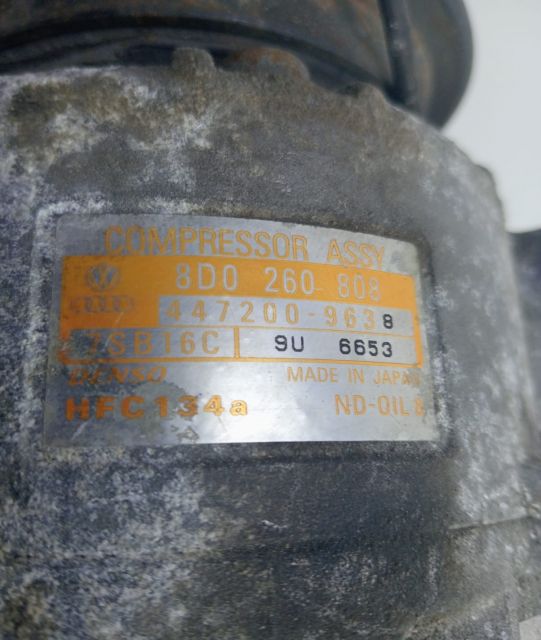 COMPRESSOR ASSY
8D0 260 808
447200-9638
7SB16C 9U 6653
DENSO MADE IN JAPAN
HFC134a ND-OIL 8